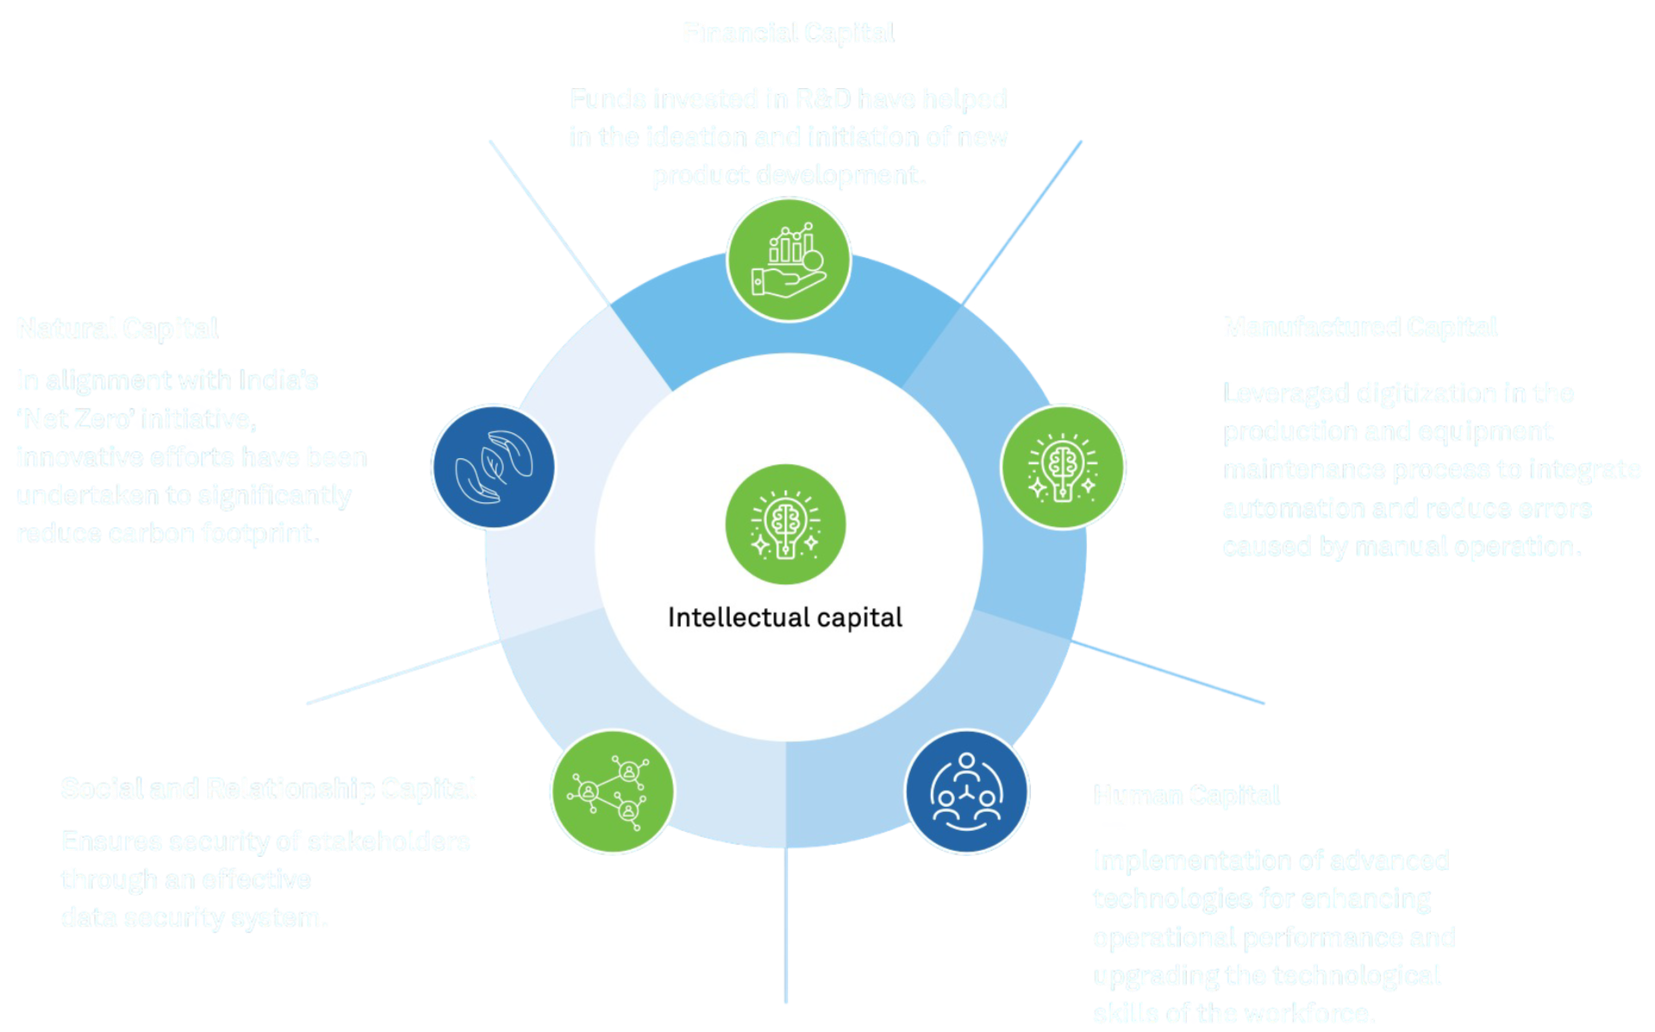 Financial Capital
Funds invested in R&D have helped
in the ideation and initiation of new
product development.
Natural Capital
In alignment with India's
'Net Zero' initiative,
innovative efforts have been
undertaken to significantly
reduce carbon footprint.
Manufactured Capital
Leveraged digitization in the
production and equipment
maintenance process to integrate
automation and reduce errors
caused by manual operation.
Intellectual capital
Social and Relationship Capital
Ensures security of stakeholders
through an effective
data security system.
Human Capital
Implementation of advanced
technologies for enhancing
operational performance and
upgrading the technological
skills of the workforce.